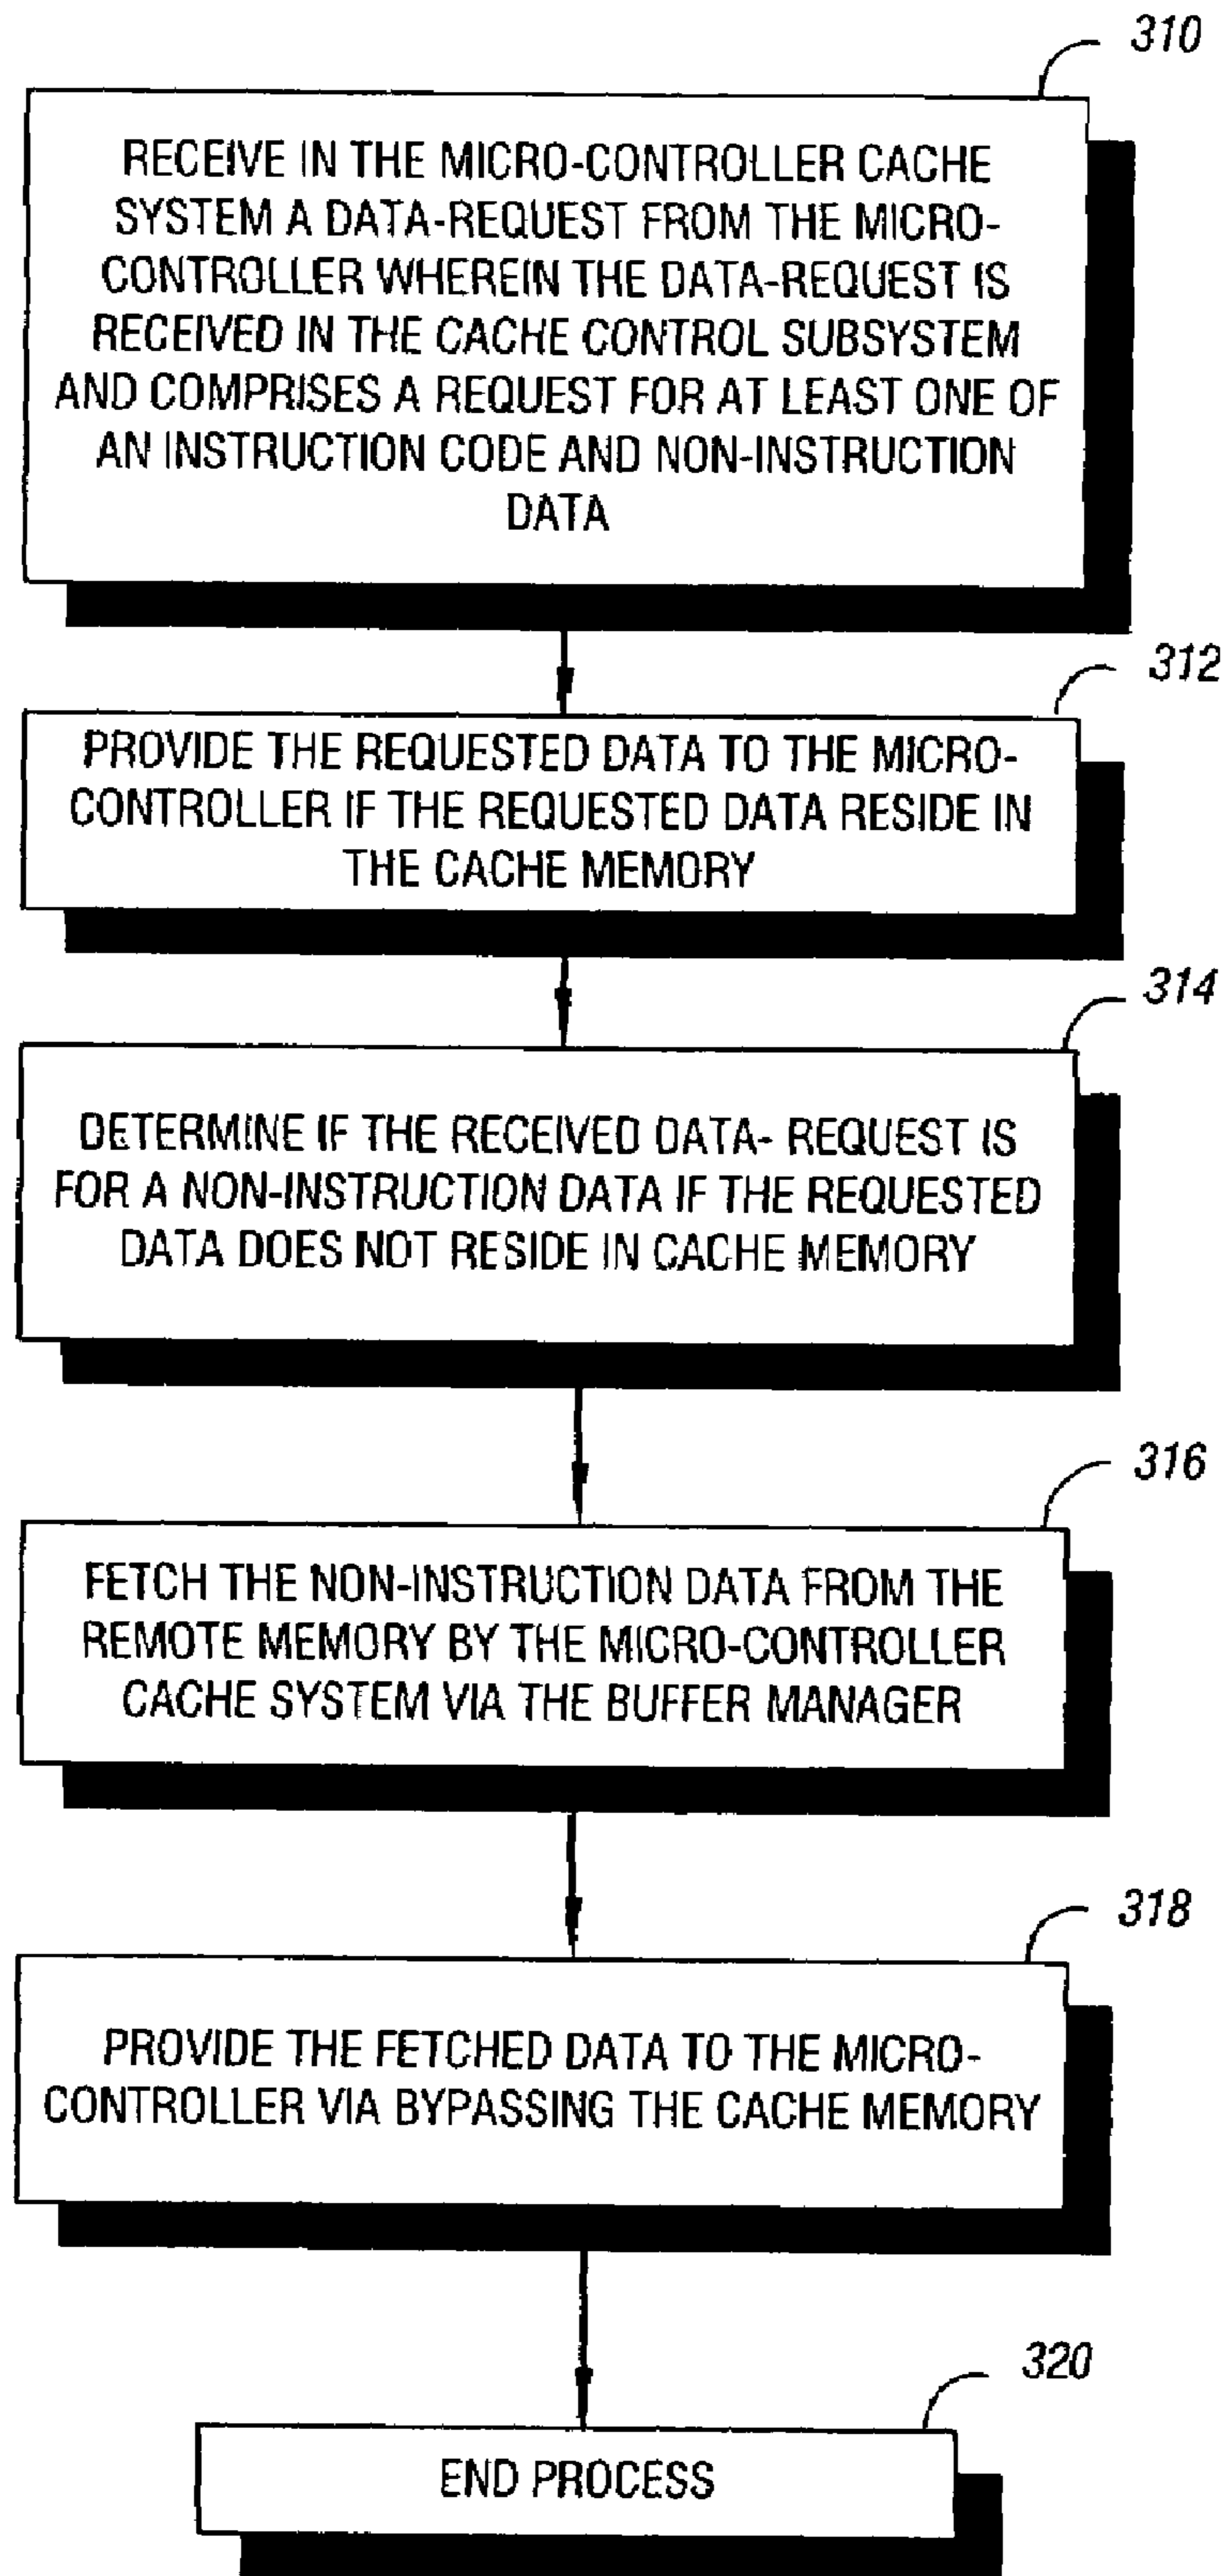 310
RECEIVE IN THE MICRO-CONTROLLER CACHE
SYSTEM A DATA-REQUEST FROM THE MICRO-
CONTROLLER WHEREIN THE DATA-REQUEST IS
RECEIVED IN THE CACHE CONTROL SUBSYSTEM
AND COMPRISES A REQUEST FOR AT LEAST ONE OF
AN INSTRUCTION CODE AND NON-INSTRUCTION
DATA
312
PROVIDE THE REQUESTED DATA TO THE MICRO-
CONTROLLER IF THE REQUESTED DATA RESIDE IN
THE CACHE MEMORY
314
DETERMINE IF THE RECEIVED DATA- REQUEST IS
FOR A NON-INSTRUCTION DATA IF THE REQUESTED
DATA DOES NOT RESIDE IN CACHE MEMORY
316
FETCH THE NON-INSTRUCTION DATA FROM THE
REMOTE MEMORY BY THE MICRO-CONTROLLER
CACHE SYSTEM VIA THE BUFFER MANAGER
318
PROVIDE THE FETCHED DATA TO THE MICRO-
CONTROLLER VIA BYPASSING THE CACHE MEMORY
320
END PROCESS